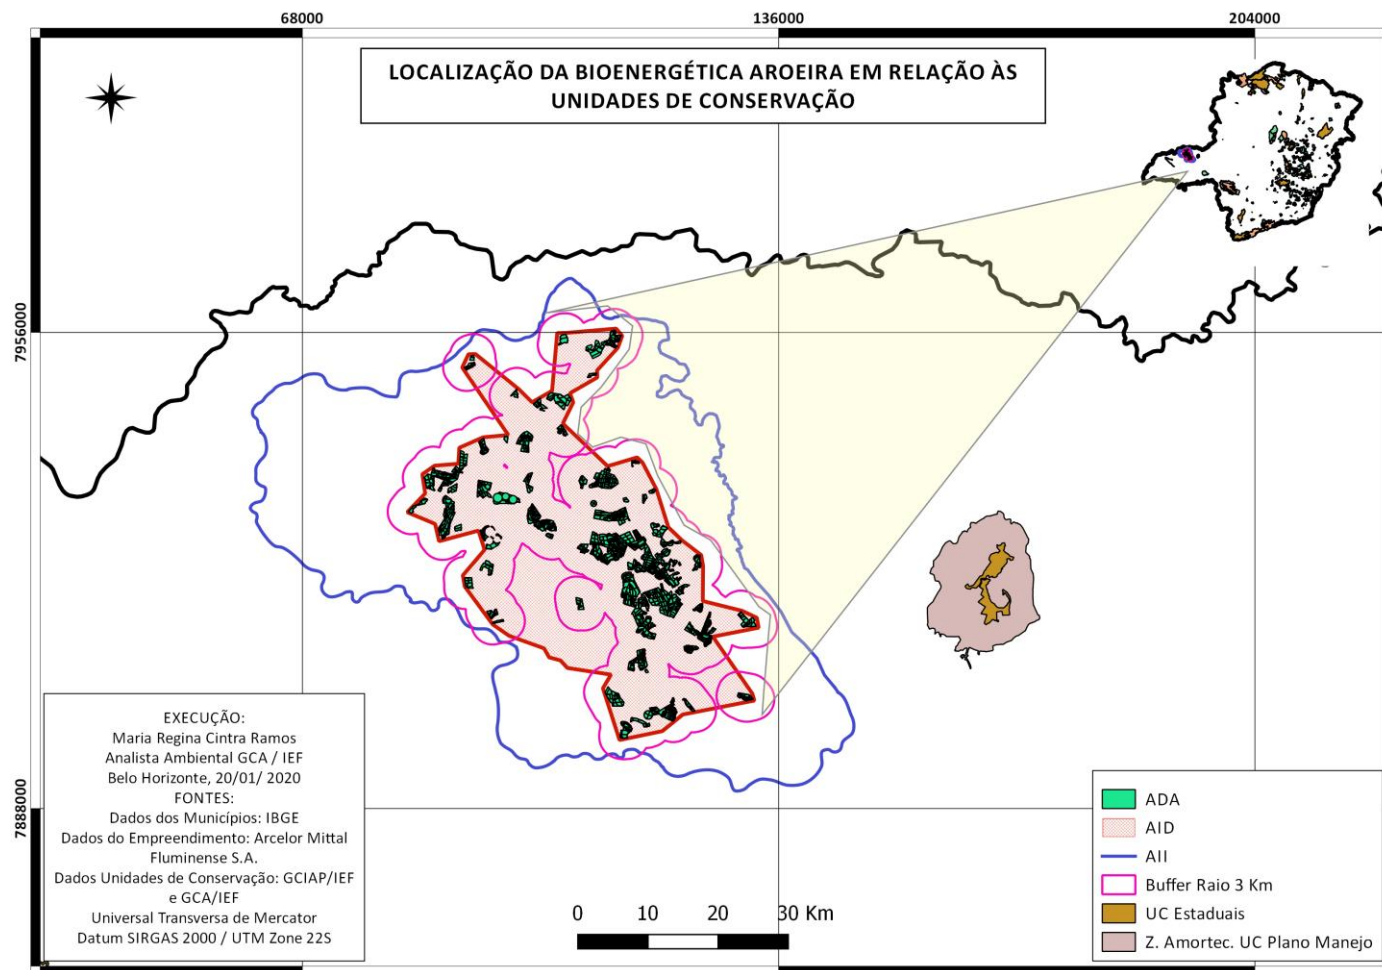 68000
136000
204000
LOCALIZAÇÃO DA BIOENERGÉTICA AROEIRA EM RELAÇÃO ÀS
UNIDADES DE CONSERVAÇÃO
7956000
7888000
EXECUÇÃO:
Maria Regina Cintra Ramos
Analista Ambiental GCA / IEF
Belo Horizonte, 20/01/ 2020
FONTES:
Dados dos Municípios: IBGE
Dados do Empreendimento: Arcelor Mittal
Fluminense S.A.
Dados Unidades de Conservação: GCIAP/IEF
e GCA/IEF
Universal Transversa de Mercator
Datum SIRGAS 2000 / UTM Zone 22S
0 10 20 30 Km
ADA
AID
AII
Buffer Raio 3 Km
UC Estaduais
Z. Amortec. UC Plano Manejo